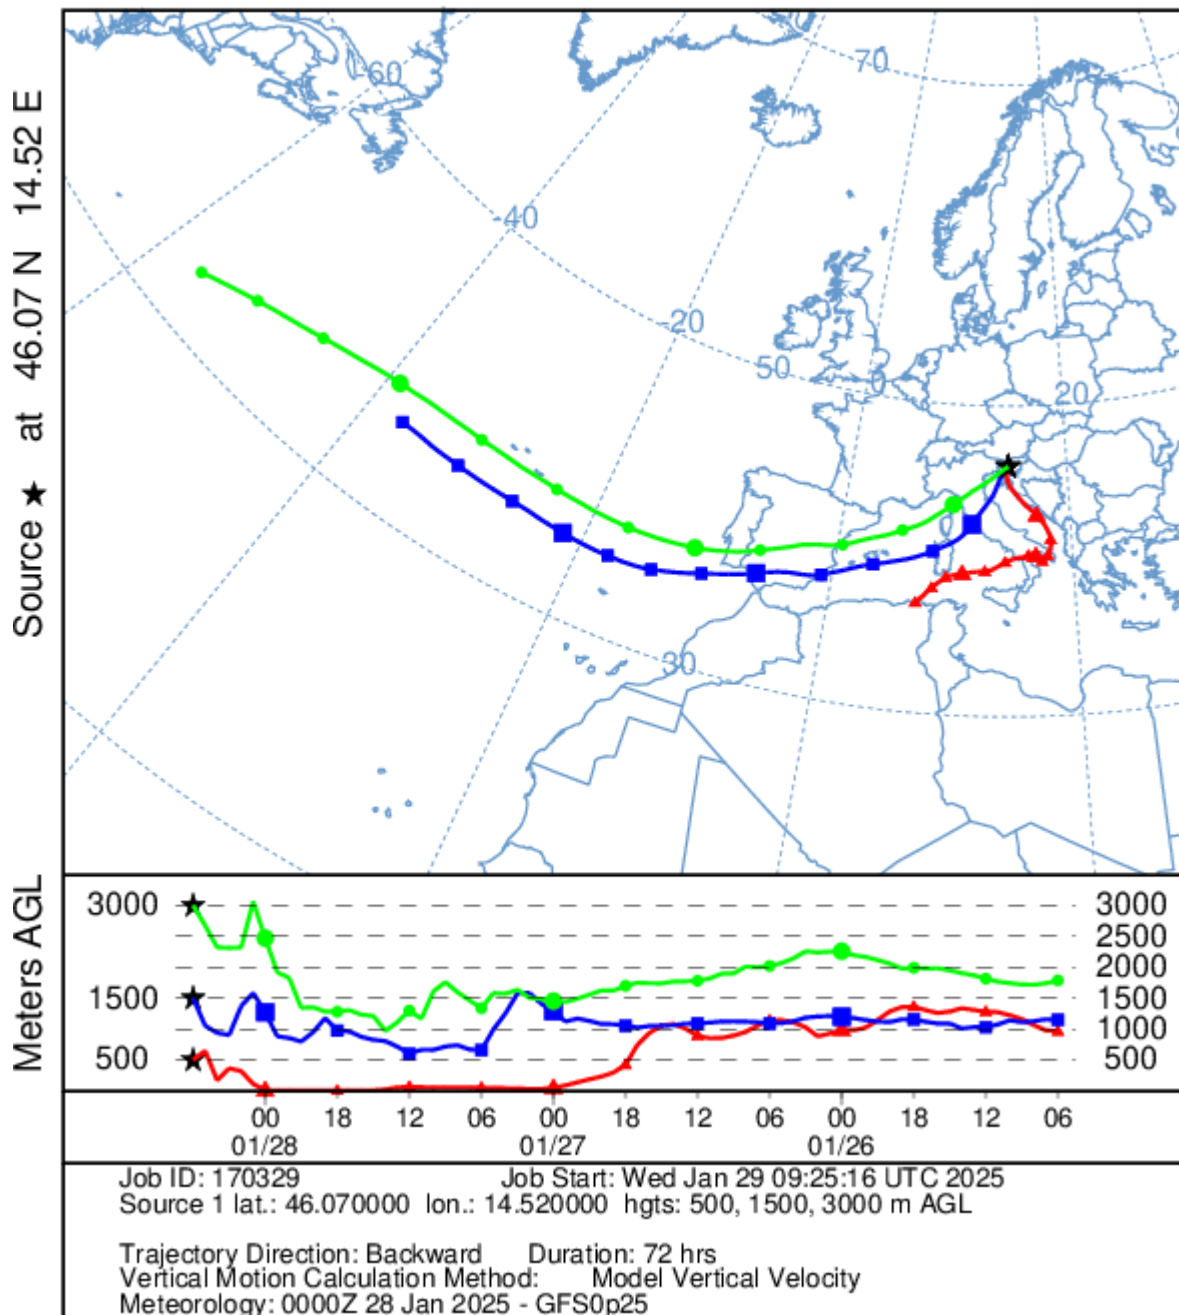 Source ★ at 46.07 N 14.52 E
-60
70
-40
-20
50
0
20
0
30
Meters AGL
3000 3000
2500
2000
1500 1500
1000
500 500
00 18 12 06 00 18 12 06 00 18 12 06
01/28 01/27 01/26
Job ID: 170329 Job Start: Wed Jan 29 09:25:16 UTC 2025
Source 1 lat.: 46.070000 lon.: 14.520000 hgts: 500, 1500, 3000 m AGL
Trajectory Direction: Backward Duration: 72 hrs
Vertical Motion Calculation Method: Model Vertical Velocity
Meteorology: 0000Z 28 Jan 2025 - GFS0p25